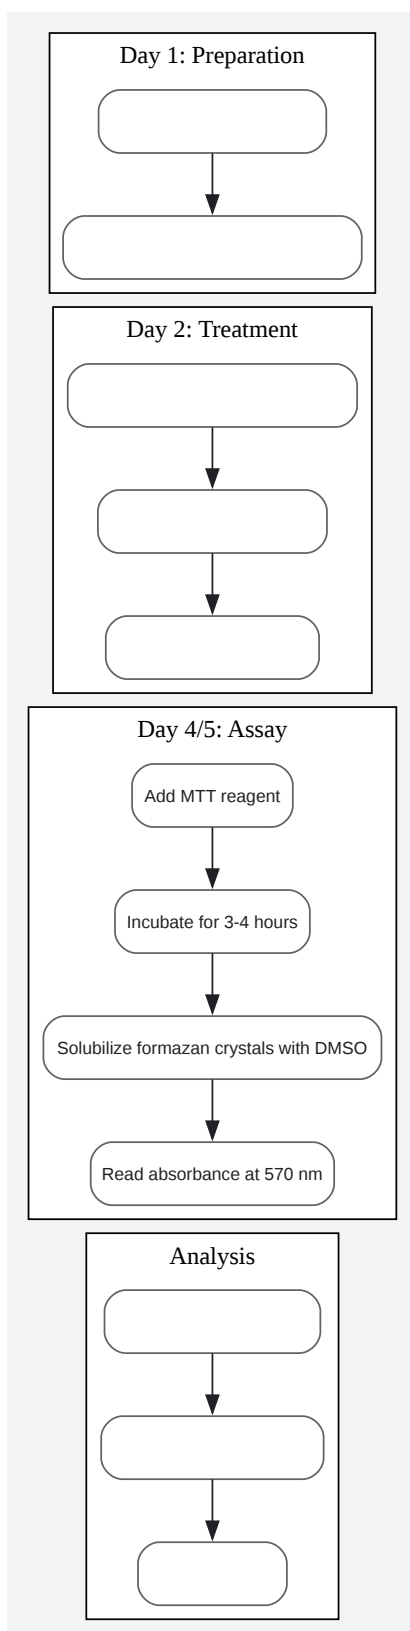 Day 1: Preparation
Day 2: Treatment
Day 4/5: Assay
Add MTT reagent
Incubate for 3-4 hours
Solubilize formazan crystals with DMSO
Read absorbance at 570 nm
Analysis